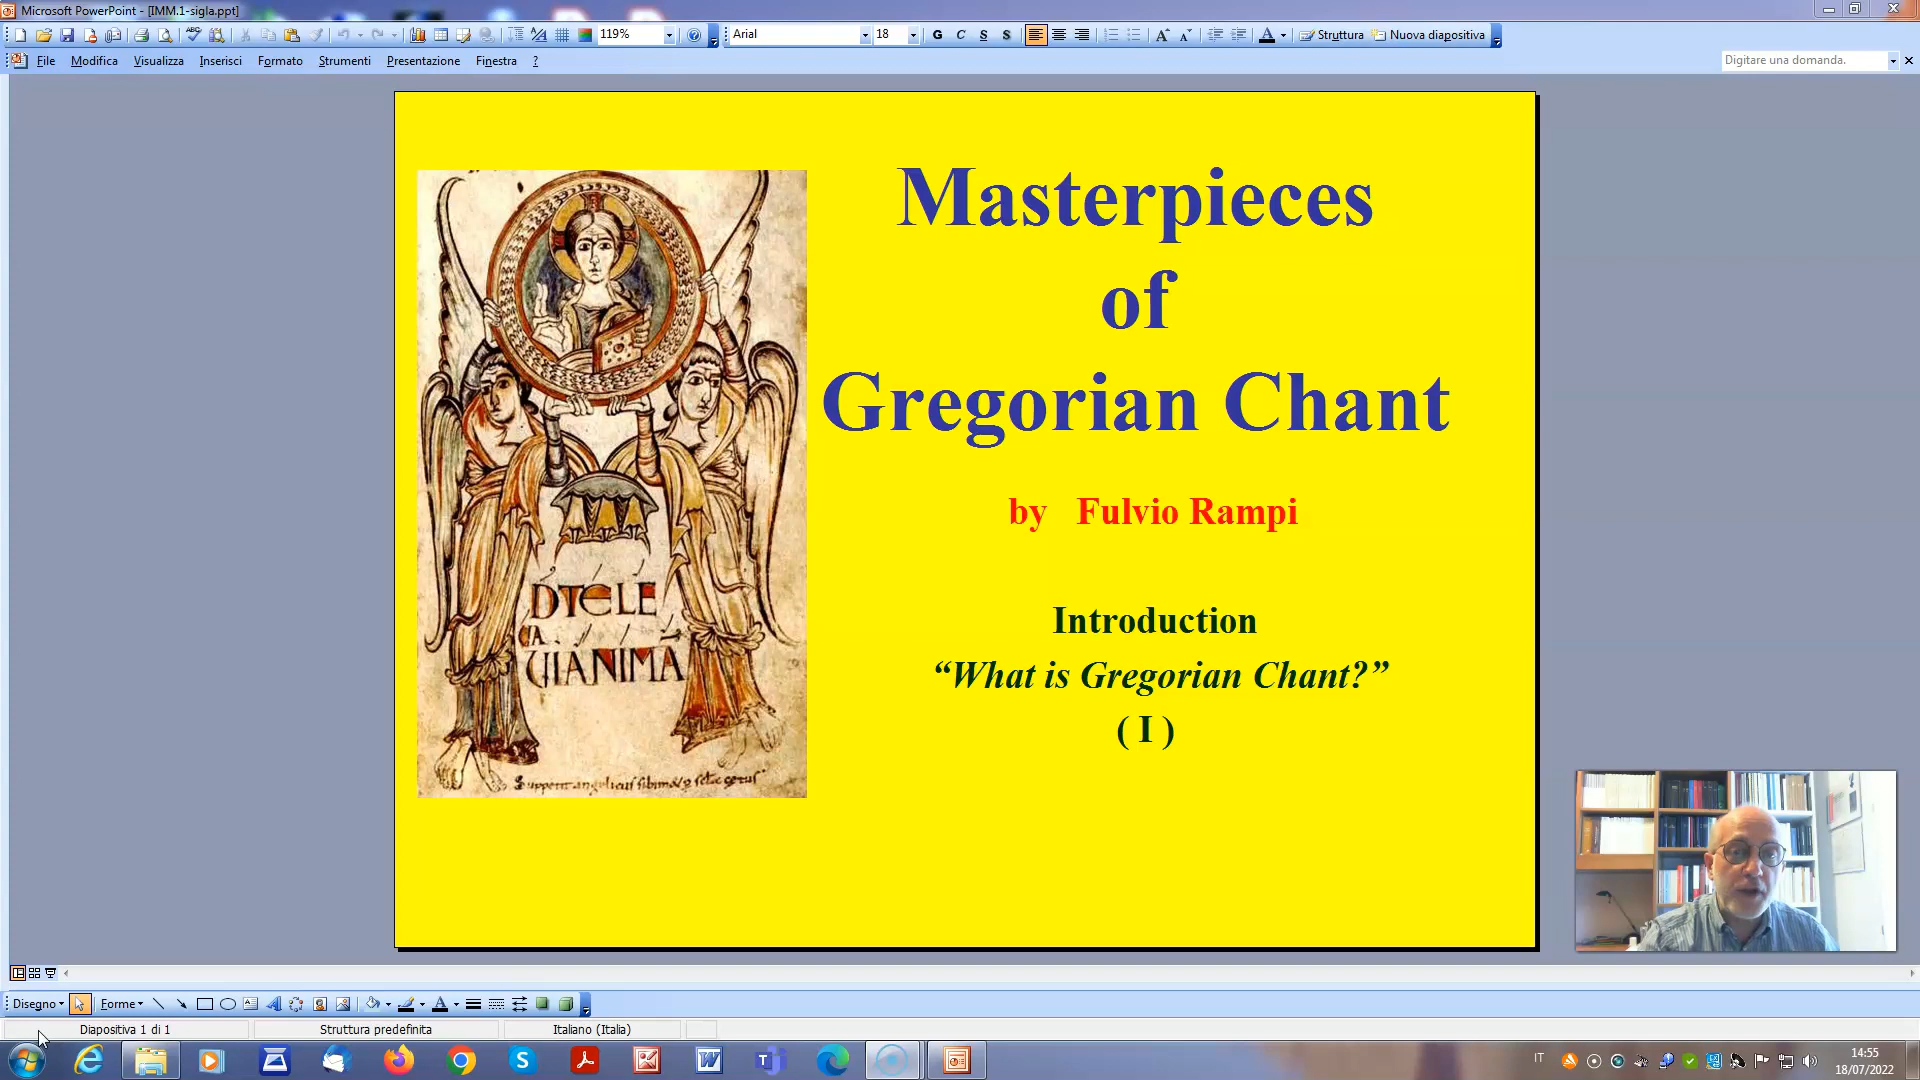 Microsoft PowerPoint - [IMM.1-sigla.ppt]
119%
Arial
18
G C S S
Struttura
Nuova diapositiva
File Modifica Visualizza Inserisci Formato Strumenti Presentazione Finestra ?
Digitare una domanda.
Masterpieces
of
Gregorian Chant
by Fulvio Rampi
Introduction
“What is Gregorian Chant?”
( I )
Disegno
Forme
Diapositiva 1 di 1
Struttura predefinita
Italiano (Italia)
IT
14:55
18/07/2022